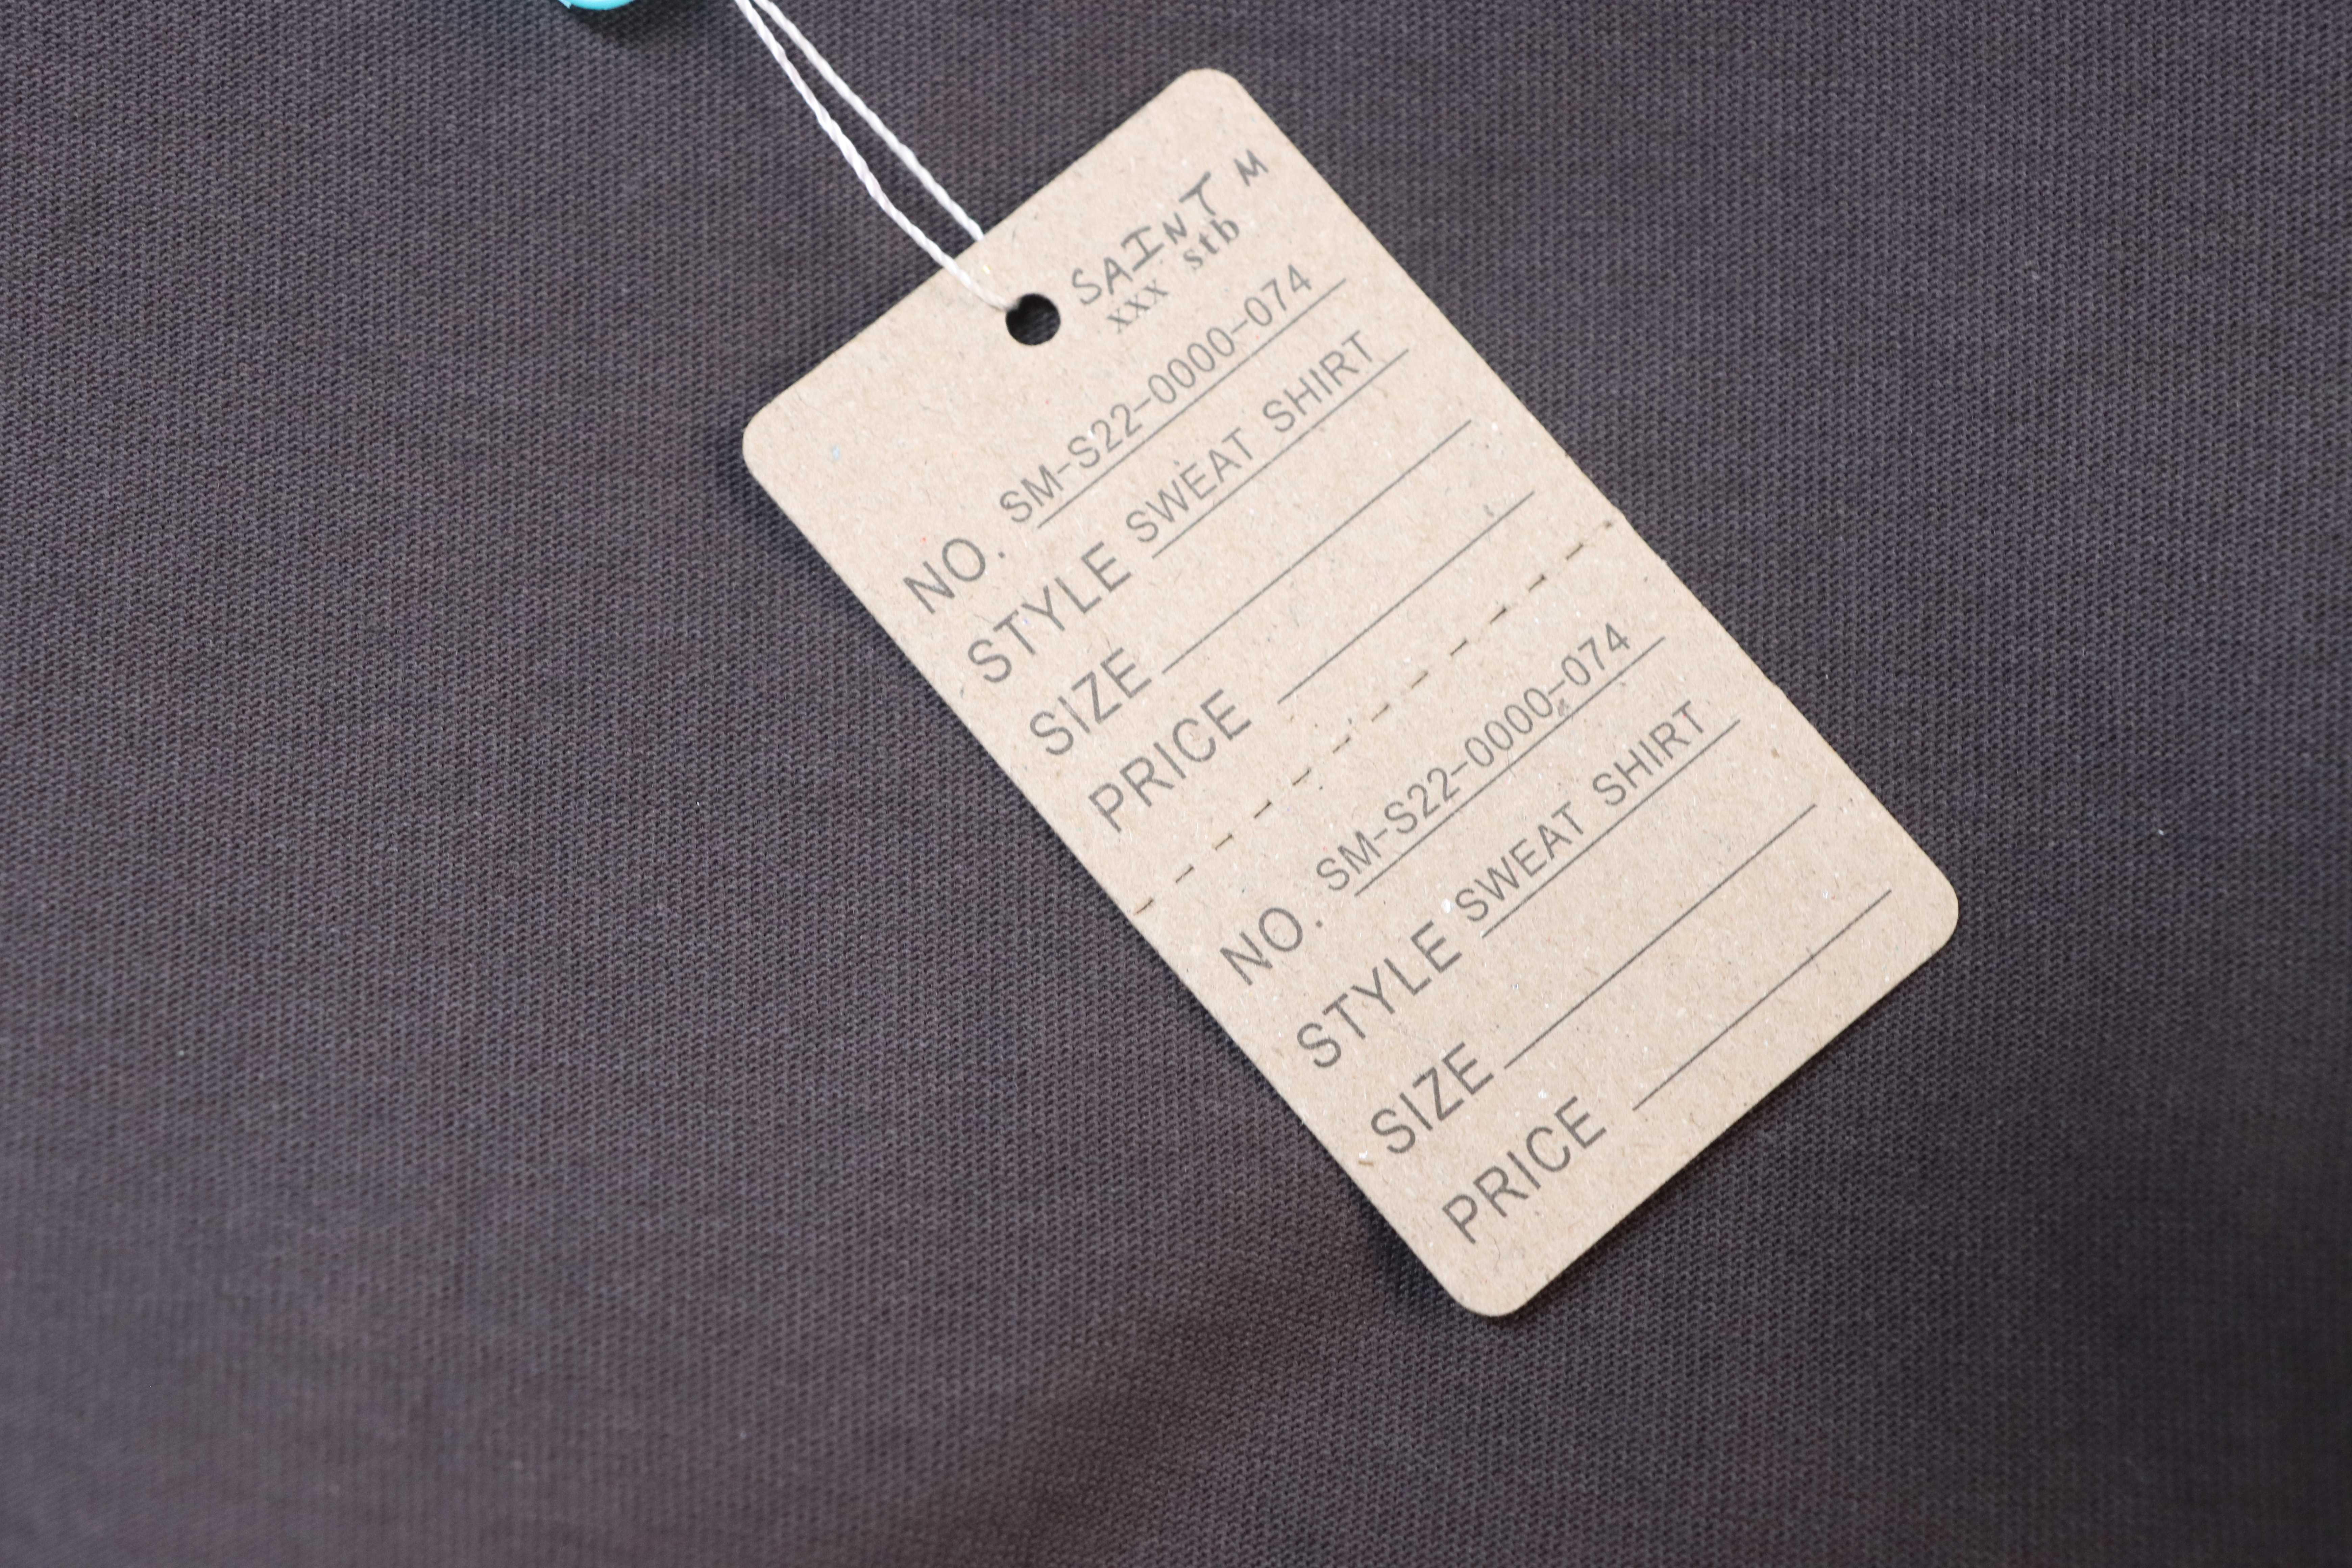 SAINT M
xxx stb
NO. SM-S22-0000-074
STYLE SWEAT SHIRT
SIZE
PRICE
NO. SM-S22-0000-074
STYLE SWEAT SHIRT
SIZE
PRICE